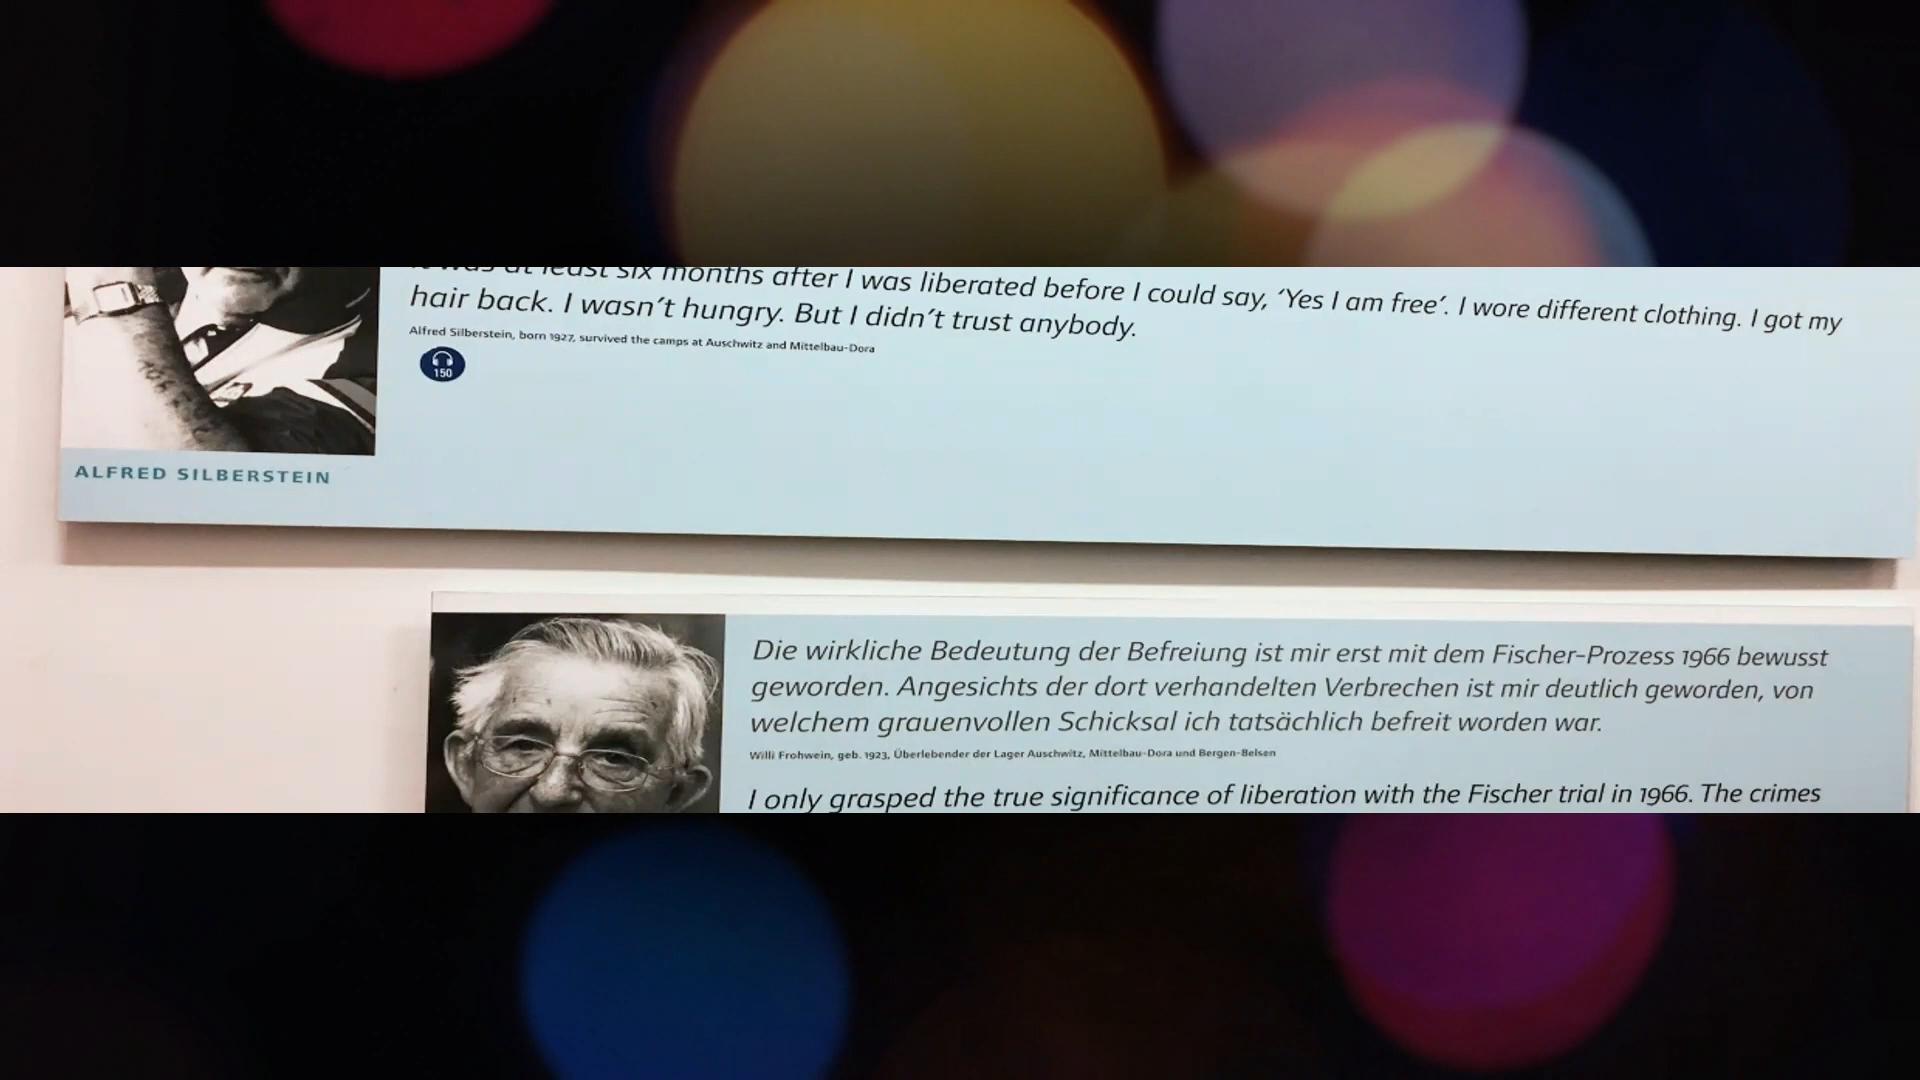 It was at least six months after I was liberated before I could say, ‘Yes I am free’. I wore different clothing. I got my
hair back. I wasn’t hungry. But I didn’t trust anybody.
Alfred Silberstein, born 1927, survived the camps at Auschwitz and Mittelbau-Dora
150
ALFRED SILBERSTEIN
Die wirkliche Bedeutung der Befreiung ist mir erst mit dem Fischer-Prozess 1966 bewusst
geworden. Angesichts der dort verhandelten Verbrechen ist mir deutlich geworden, von
welchem grauenvollen Schicksal ich tatsächlich befreit worden war.
Willi Frohwein, geb. 1923, Überlebender der Lager Auschwitz, Mittelbau-Dora und Bergen-Belsen
I only grasped the true significance of liberation with the Fischer trial in 1966. The crimes